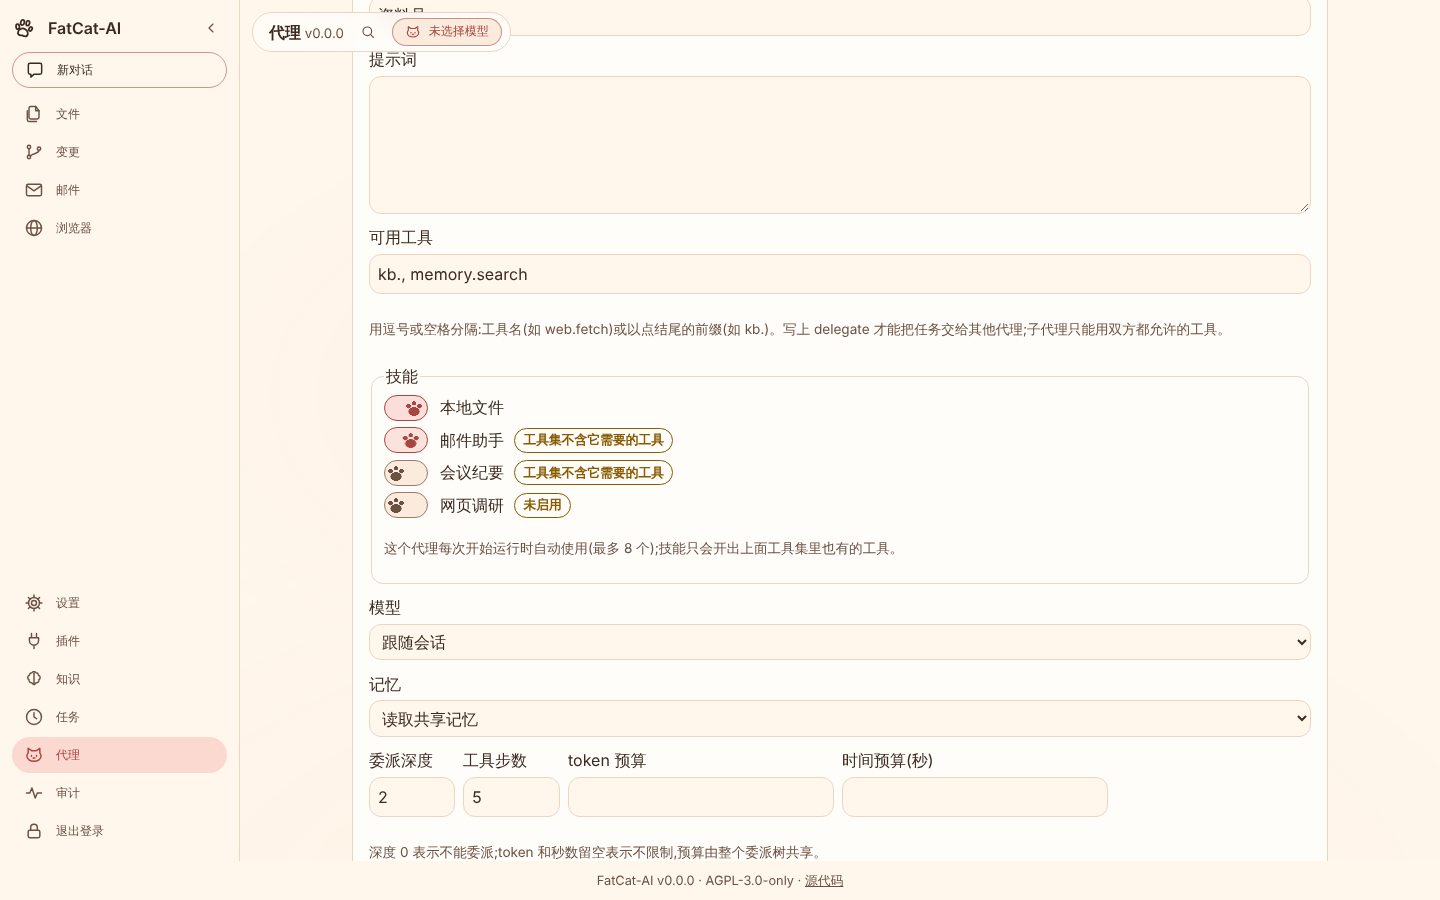 FatCat-AI
新对话
文件
变更
邮件
浏览器
设置
插件
知识
任务
代理
审计
退出登录
代理 v0.0.0
未选择模型
提示词
可用工具
kb., memory.search
用逗号或空格分隔:工具名(如 web.fetch)或以点结尾的前缀(如 kb.)。写上 delegate 才能把任务交给其他代理;子代理只能用双方都允许的工具。
技能
本地文件
邮件助手 工具集不含它需要的工具
会议纪要 工具集不含它需要的工具
网页调研 未启用
这个代理每次开始运行时自动使用(最多 8 个);技能只会开出上面工具集里也有的工具。
模型
跟随会话
记忆
读取共享记忆
委派深度 工具步数 token 预算 时间预算(秒)
2 5
深度 0 表示不能委派;token 和秒数留空表示不限制,预算由整个委派树共享。
FatCat-AI v0.0.0 · AGPL-3.0-only · 源代码